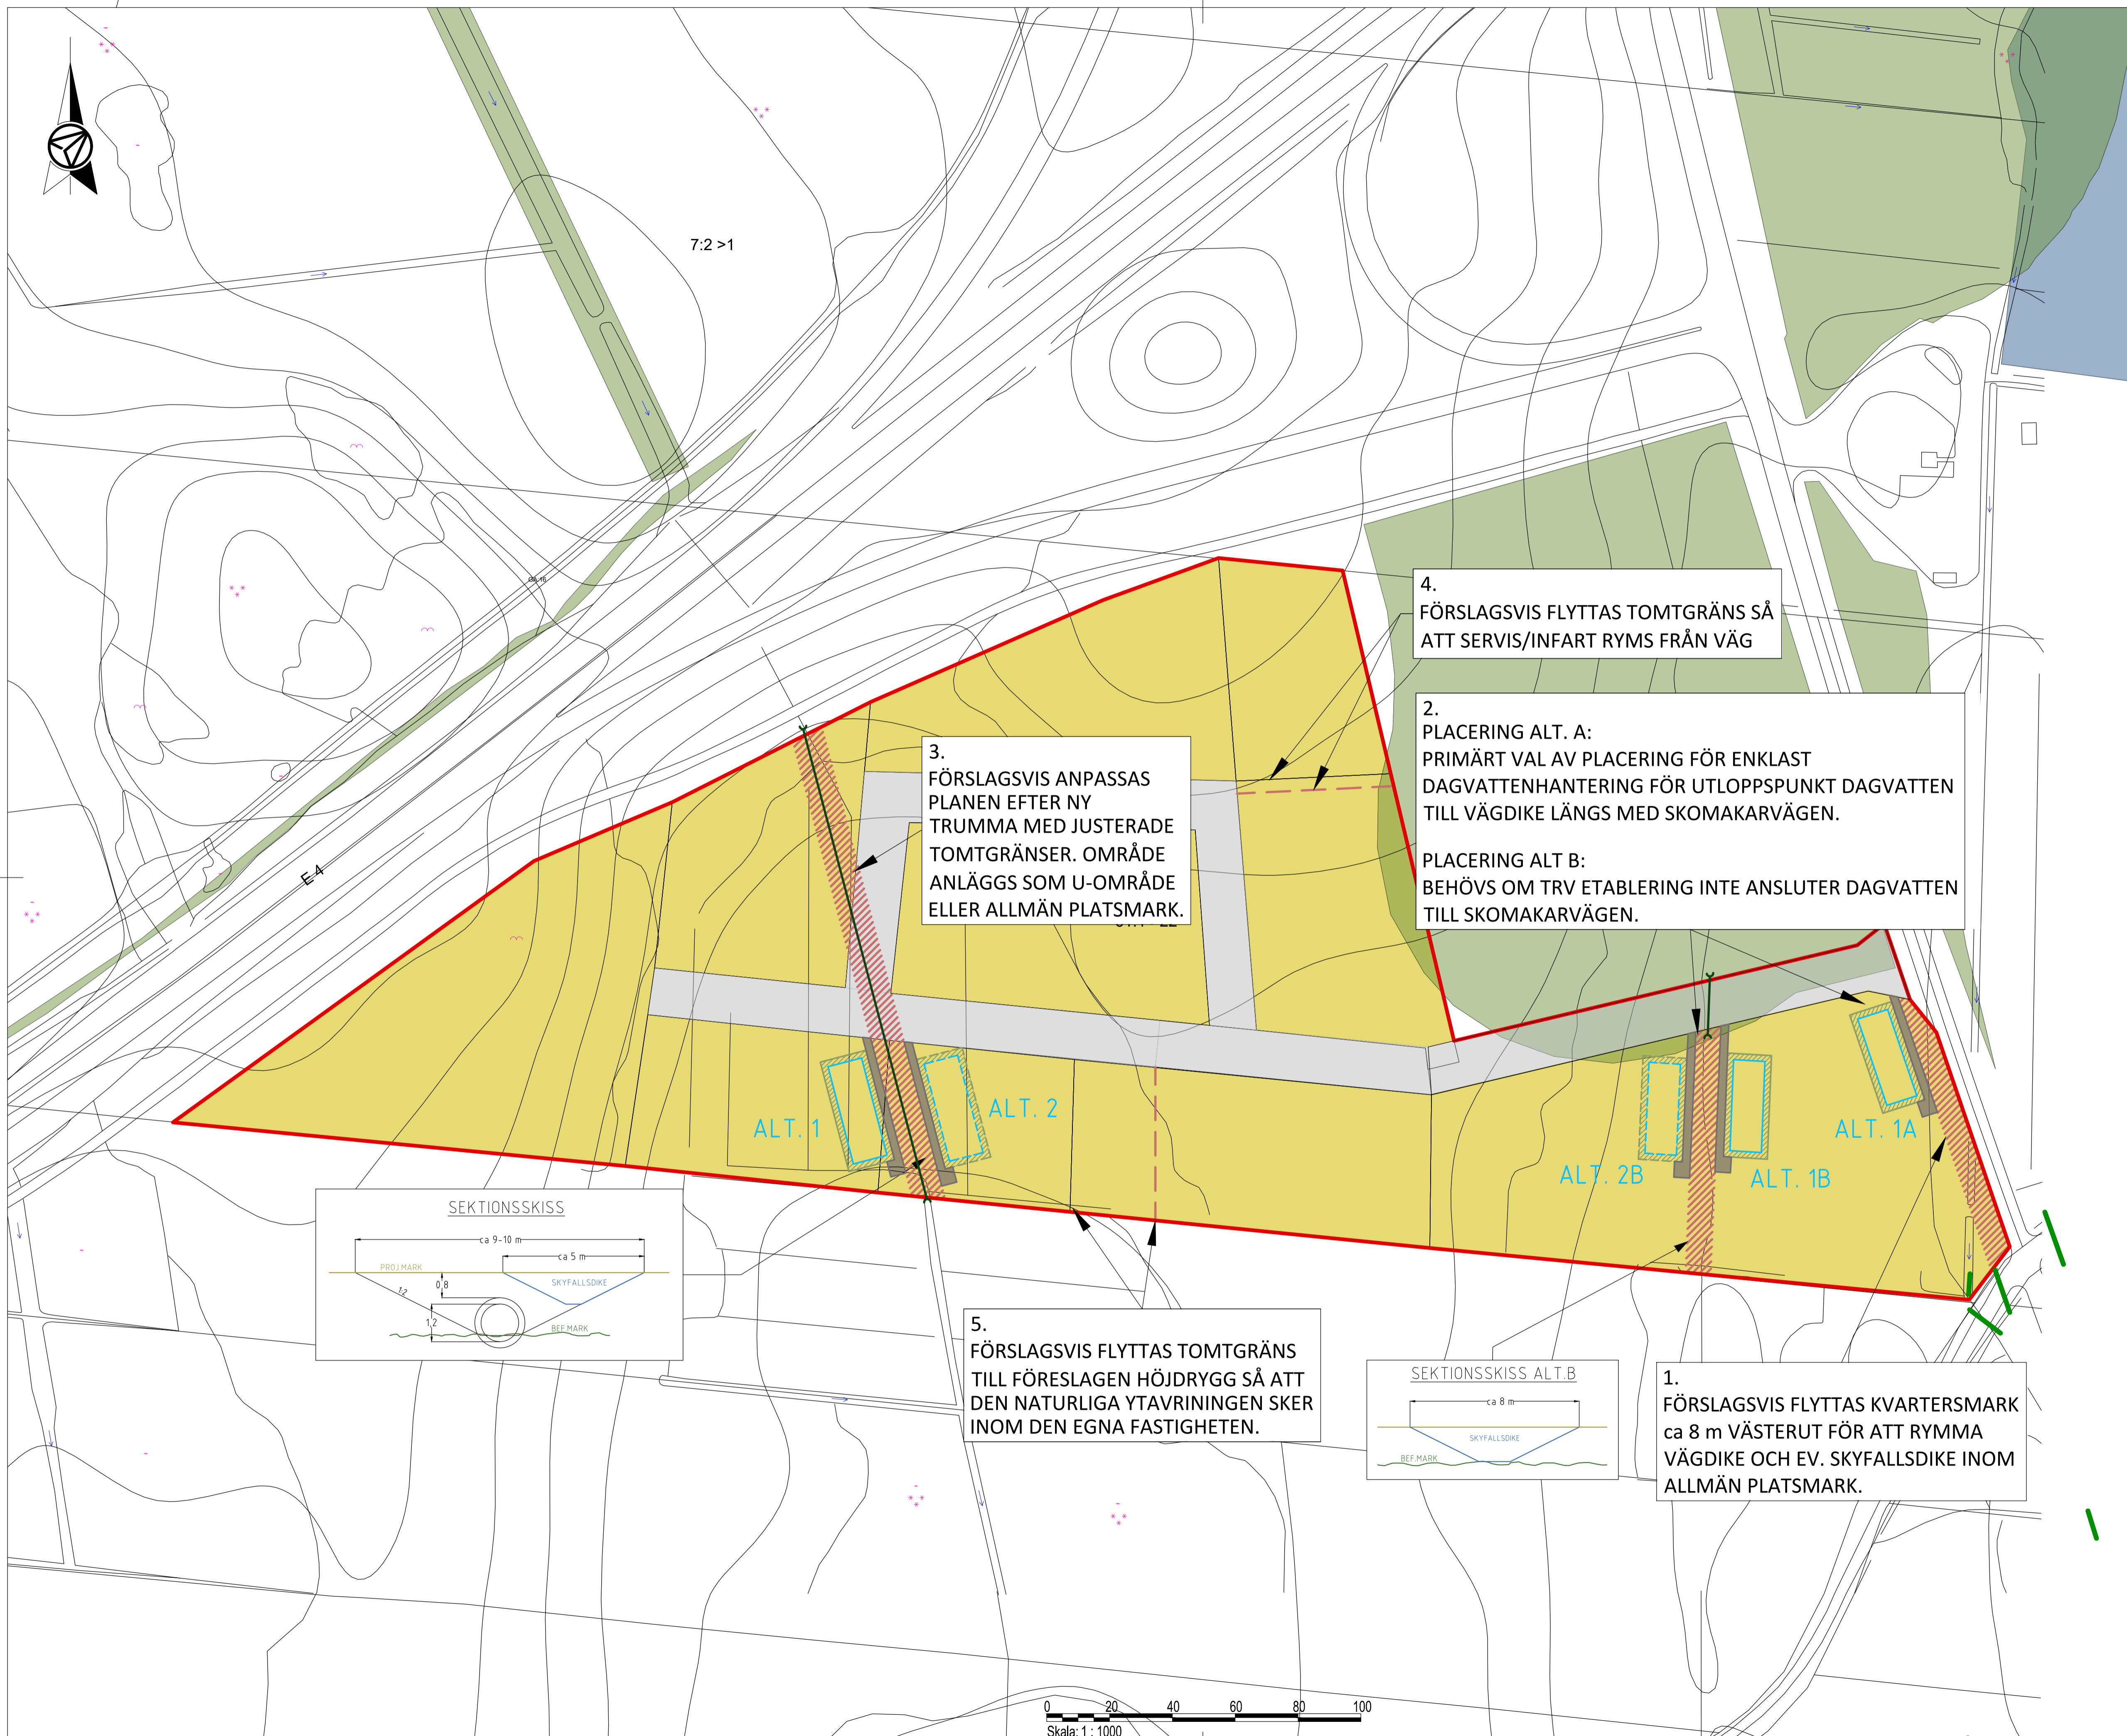 7:2 >1
E 4
4.
FÖRSLAGSVIS FLYTTAS TOMTGRÄNS SÅ
ATT SERVIS/INFART RYMS FRÅN VÄG
2.
PLACERING ALT. A:
PRIMÄRT VAL AV PLACERING FÖR ENKLAST
DAGVATTENHANTERING FÖR UTLOPPSPUNKT DAGVATTEN
TILL VÄGDIKE LÄNGS MED SKOMAKARVÄGEN.
PLACERING ALT B:
BEHÖVS OM TRV ETABLERING INTE ANSLUTER DAGVATTEN
TILL SKOMAKARVÄGEN.
3.
FÖRSLAGSVIS ANPASSAS
PLANEN EFTER NY
TRUMMA MED JUSTERADE
TOMTGRÄNSER. OMRÅDE
ANLÄGGS SOM U-OMRÅDE
ELLER ALLMÄN PLATSMARK.
ALT. 1
ALT. 2
ALT. 2B
ALT. 1B
ALT. 1A
SEKTIONSSKISS
ca 9-10 m
ca 5 m
PROJ.MARK
0,8
SKYFALLSDIKE
1:2
1,2
BEF.MARK
5.
FÖRSLAGSVIS FLYTTAS TOMTGRÄNS
TILL FÖRESLAGEN HÖJDRYGG SÅ ATT
DEN NATURLIGA YTAVRININGEN SKER
INOM DEN EGNA FASTIGHETEN.
SEKTIONSSKISS ALT.B
ca 8 m
SKYFALLSDIKE
BEF.MARK
1.
FÖRSLAGSVIS FLYTTAS KVARTERSMARK
ca 8 m VÄSTERUT FÖR ATT RYMMA
VÄGDIKE OCH EV. SKYFALLSDIKE INOM
ALLMÄN PLATSMARK.
0 20 40 60 80 100
Skala: 1 : 1000